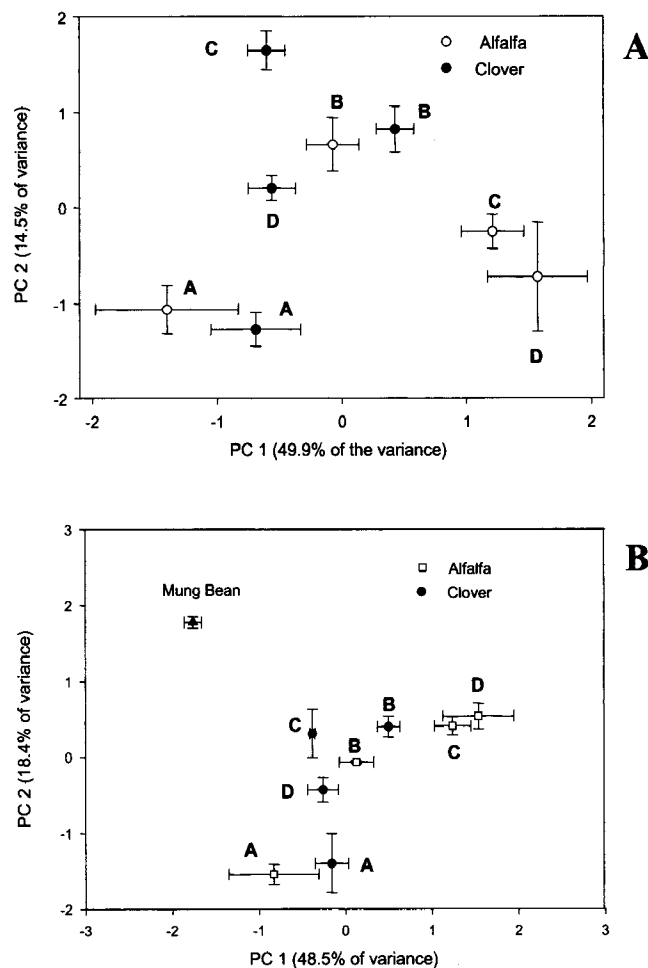 A
2
1
0
-1
-2
PC 2 (14.5% of variance)
Alfalfa
Clover
C
B
B
D
C
A
A
D
-2
-1
0
1
2
PC 1 (49.9% of the variance)
B
3
2
1
0
-1
-2
PC 2 (18.4% of variance)
Alfalfa
Clover
Mung Bean
D
B
C
B
C
D
A
A
-3
-2
-1
0
1
2
3
PC 1 (48.5% of variance)